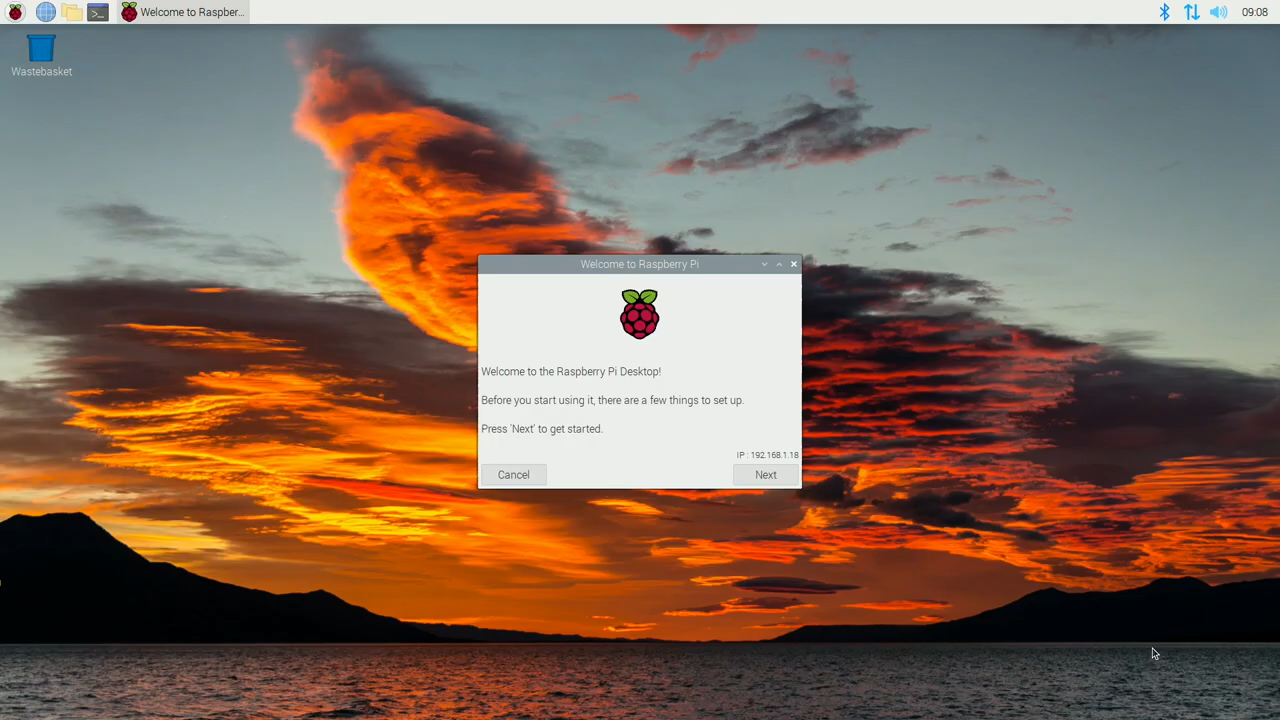 Welcome to Raspber...
09:08
Wastebasket
Welcome to Raspberry Pi
Welcome to the Raspberry Pi Desktop!
Before you start using it, there are a few things to set up.
Press 'Next' to get started.
IP : 192.168.1.18
Cancel
Next